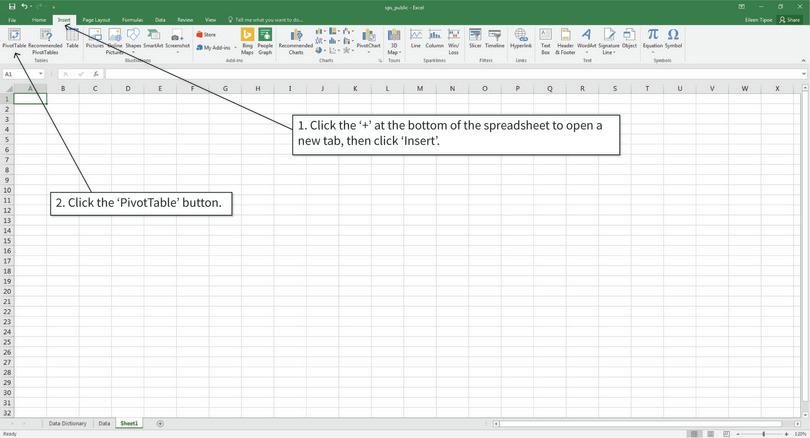 sps_public - Excel
Eileen Tipoe
Share
File Home Insert Page Layout Formulas Data Review View Tell me what you want to do...
PivotTable Recommended PivotTables Table
Pictures Online Pictures Shapes SmartArt Screenshot
Store
My Add-ins
Bing Maps People Graph
Recommended Charts PivotChart
3D Map
Line Column Win/Loss
Slicer Timeline
Hyperlink
Text Box Header & Footer WordArt Signature Line Object
Equation Symbol
Tables Illustrations Add-ins Charts Tours Sparklines Filters Links Text Symbols
A1 fx
A B C D E F G H I J K L M N O P Q R S T U V W X
1
2
3
4
5
6
7
8
9
10
11
12
13
14
15
16
17
18
19
20
21
22
23
24
25
26
27
28
29
30
31
32
1. Click the ‘+’ at the bottom of the spreadsheet to open a
new tab, then click ‘Insert’.
2. Click the ‘PivotTable’ button.
Data Dictionary Data Sheet1
Ready
120%